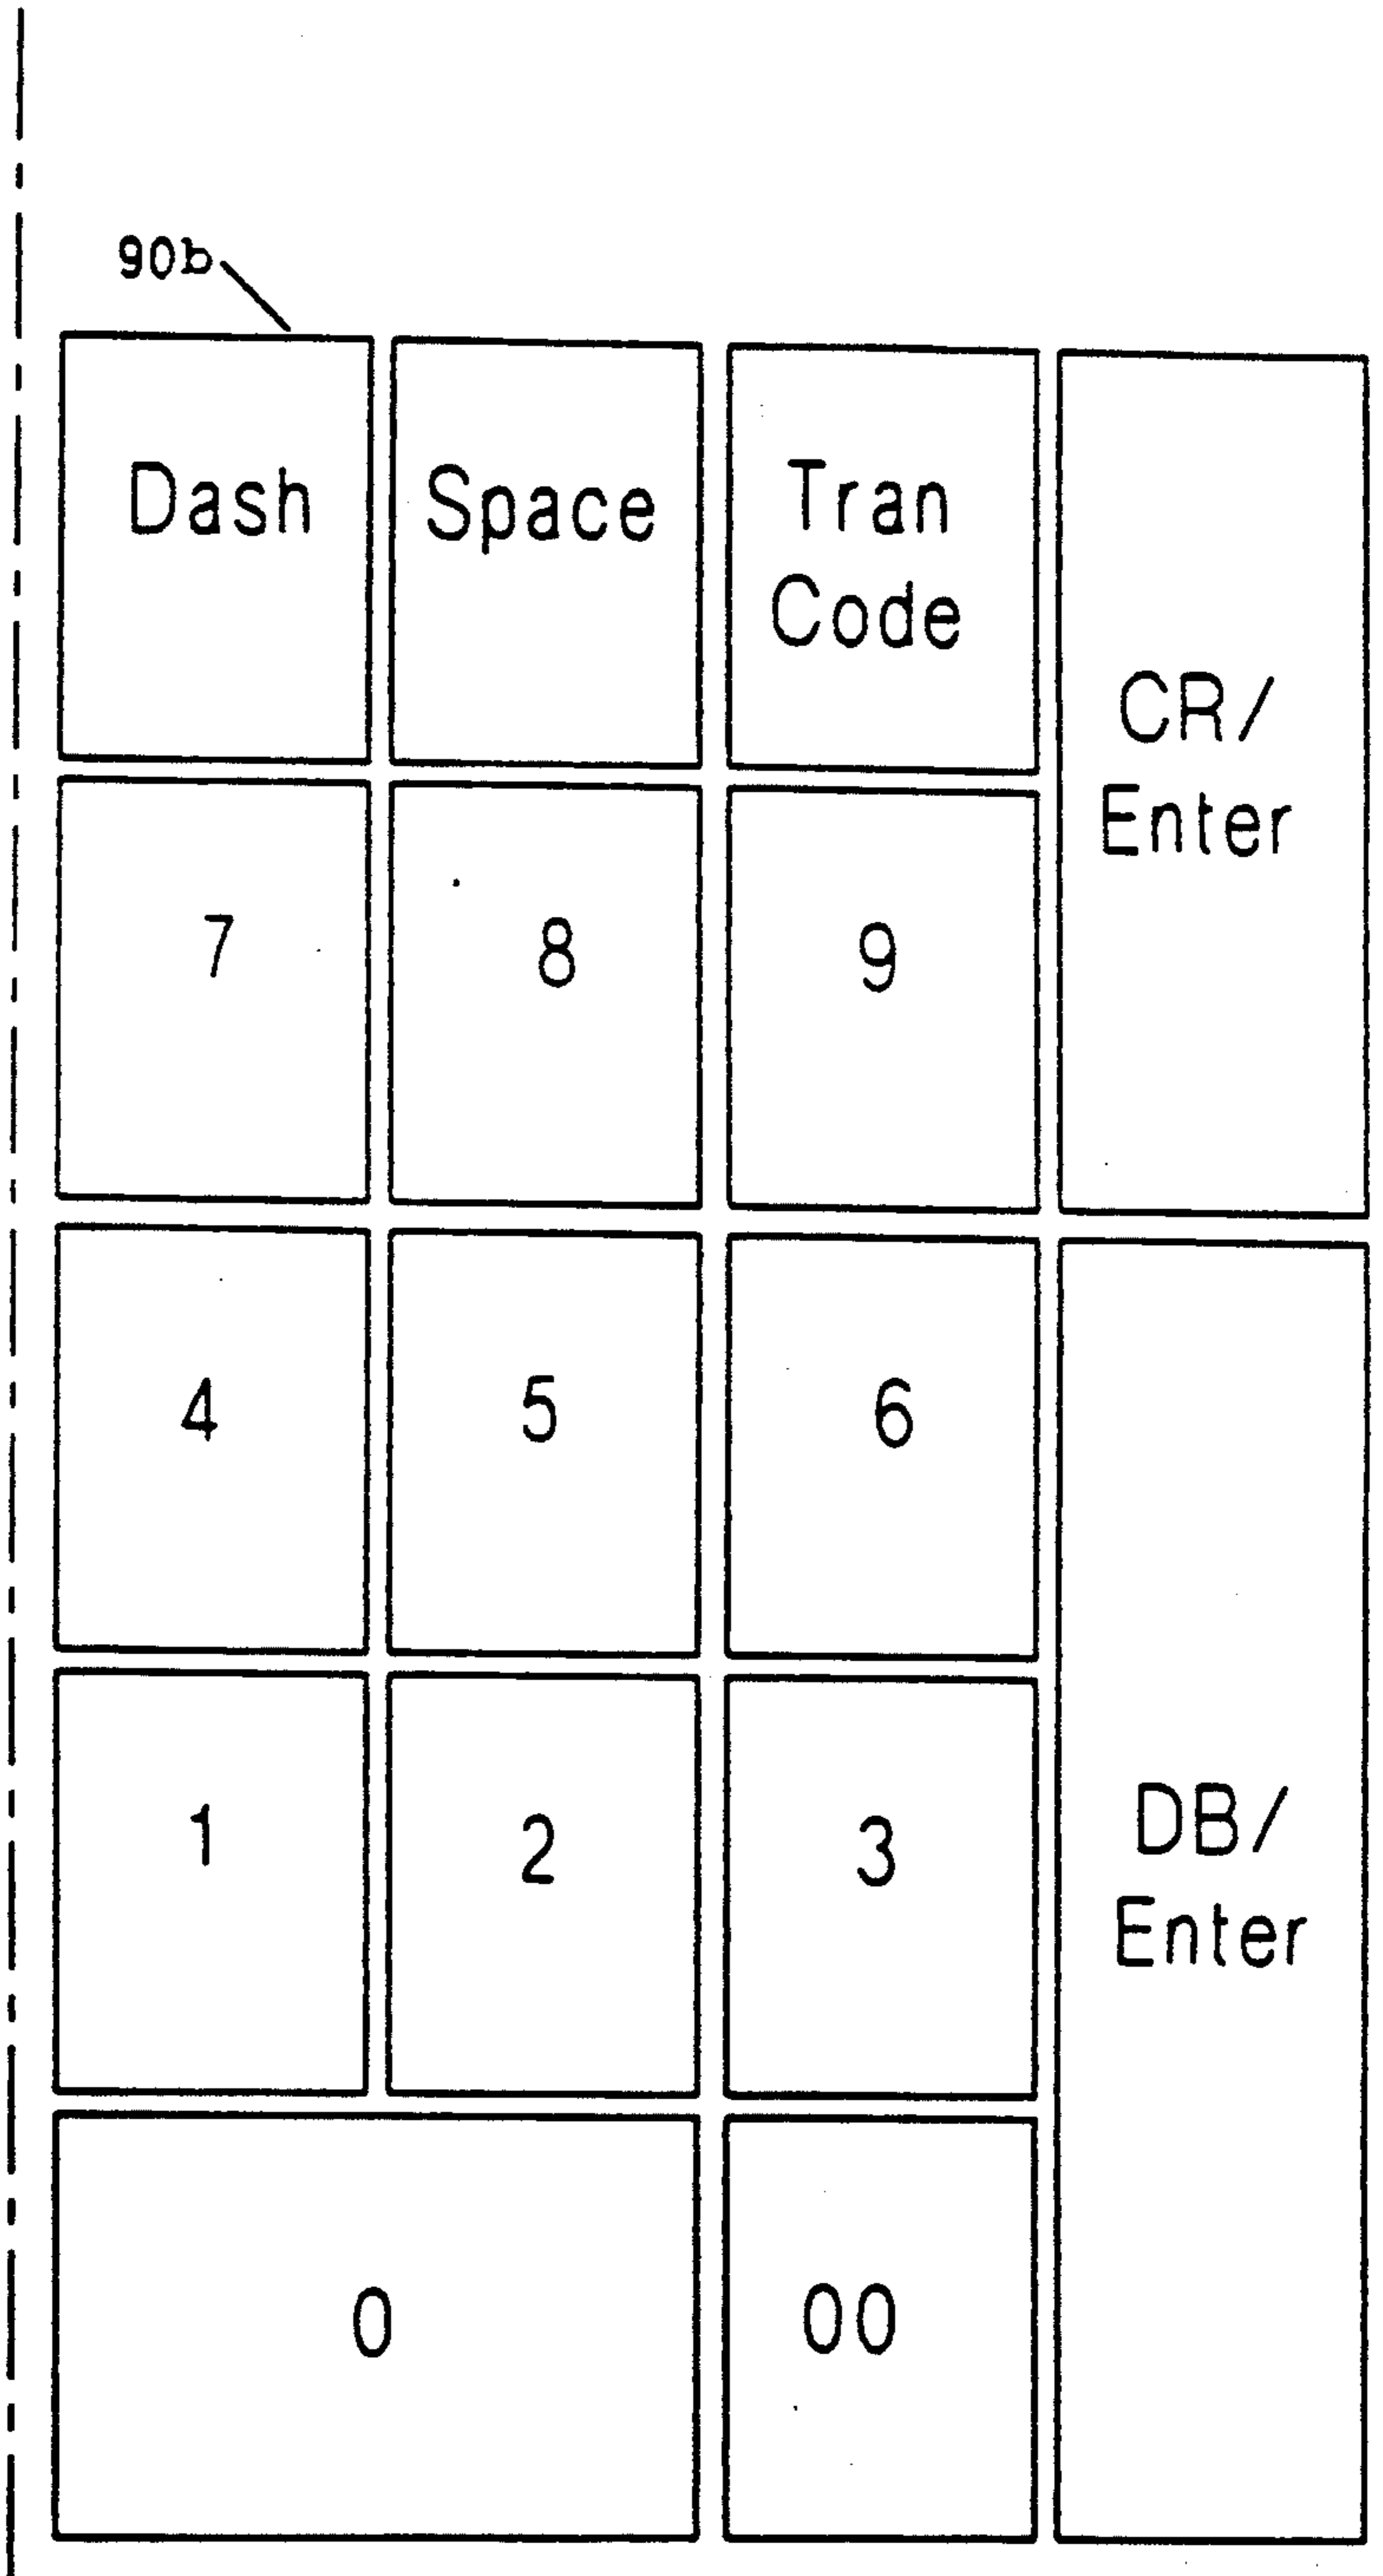 90b
Dash
Space
Tran
Code
CR/
Enter
7
8
9
4
5
6
1
2
3
DB/
Enter
0
00